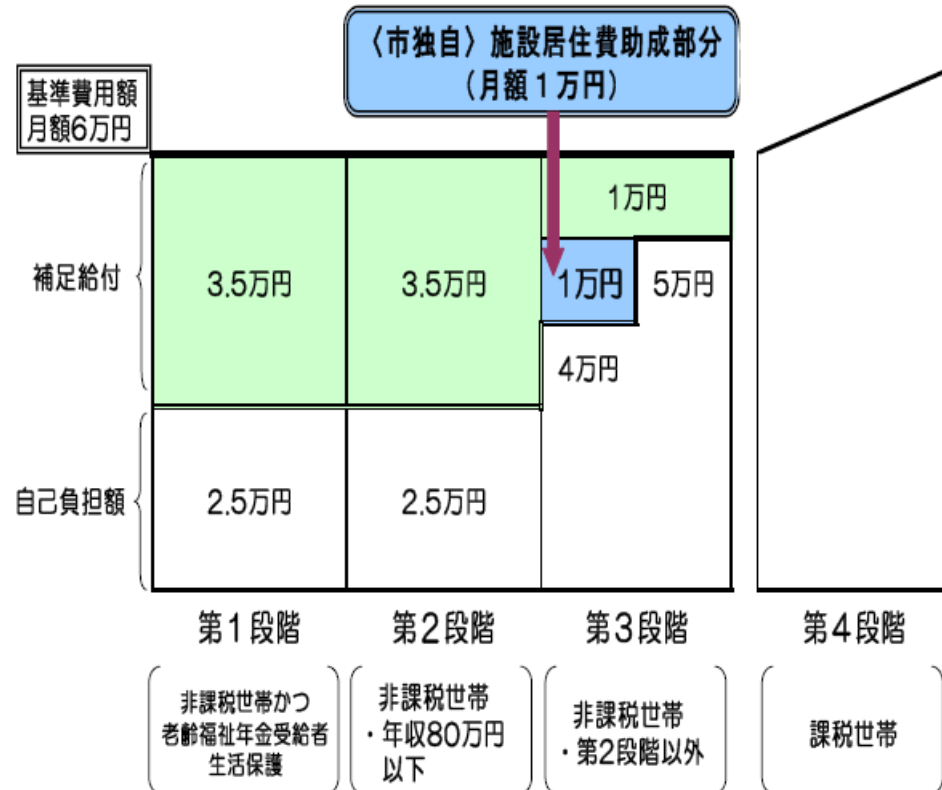 〈市独自〉施設居住費助成部分
（月額１万円）
基準費用額
月額6万円
補足給付
自己負担額
3.5万円
3.5万円
1万円
1万円
5万円
4万円
2.5万円
2.5万円
第1段階
第2段階
第3段階
第4段階
非課税世帯かつ
老齢福祉年金受給者
生活保護
非課税世帯
・年収80万円
以下
非課税世帯
・第2段階以外
課税世帯